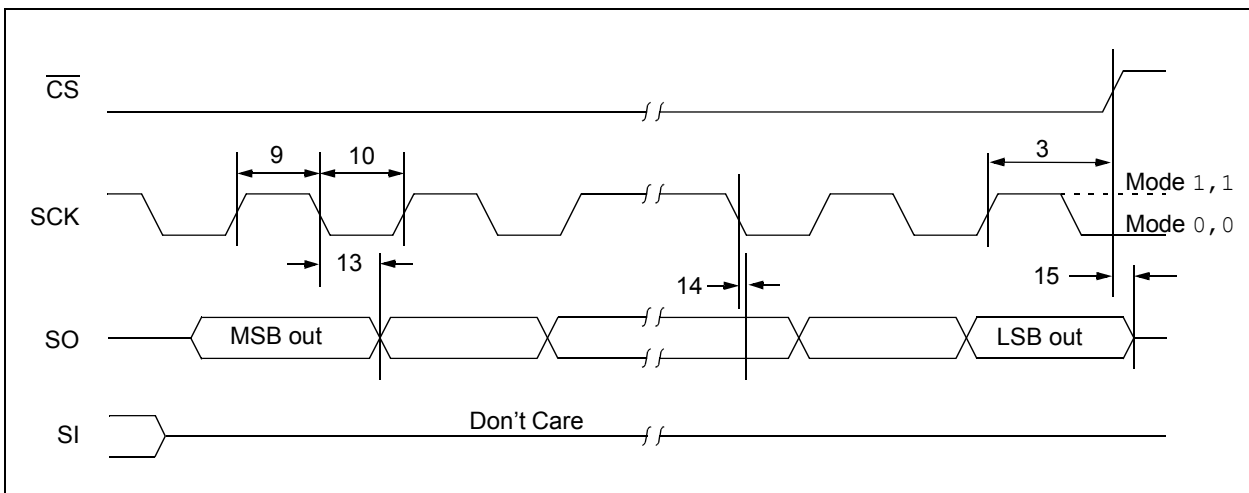 CS
9
10
3
Mode 1,1
SCK
Mode 0,0
13
14
15
SO
MSB out
LSB out
Don't Care
SI